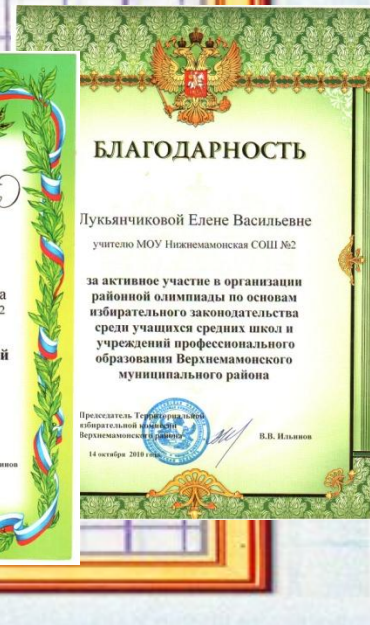 БЛАГОДАРНОСТЬ
Лукьянчиковой Елене Васильевне
учителю МОУ Нижнемамонская СОШ №2
за активное участие в организации
районной олимпиады по основам
избирательного законодательства
среди учащихся средних школ и
учреждений профессионального
образования Верхнемамонского
муниципального района
Председатель Территориальной
избирательной комиссии
Верхнемамонского района
В.В. Ильинов
14 октября 2010 года